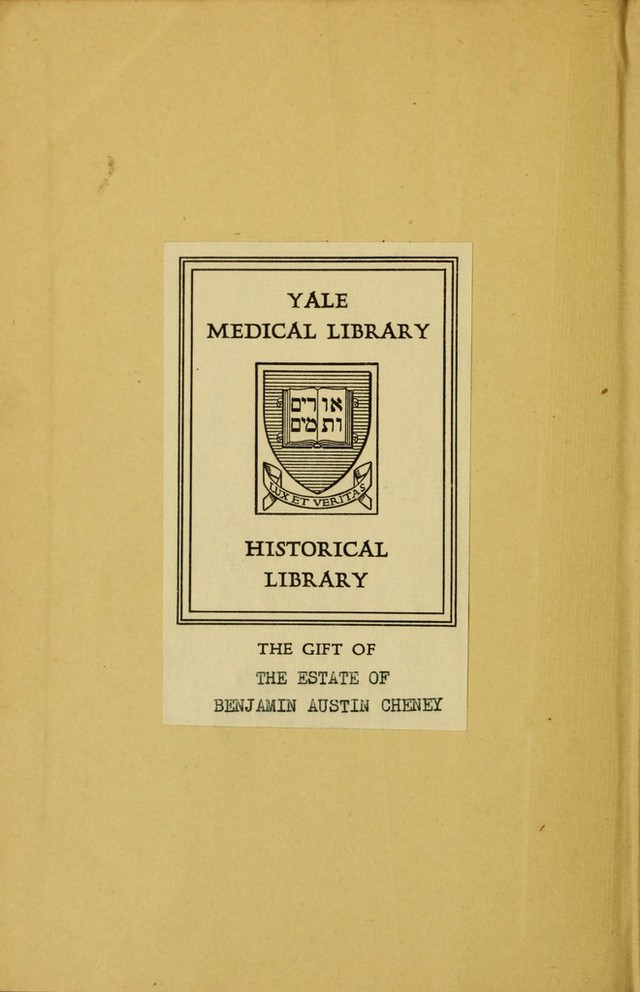 YALE
MEDICAL LIBRARY
אורים
ותמים
LUX ET VERITAS
HISTORICAL
LIBRARY
THE GIFT OF
THE ESTATE OF
BENJAMIN AUSTIN CHENEY